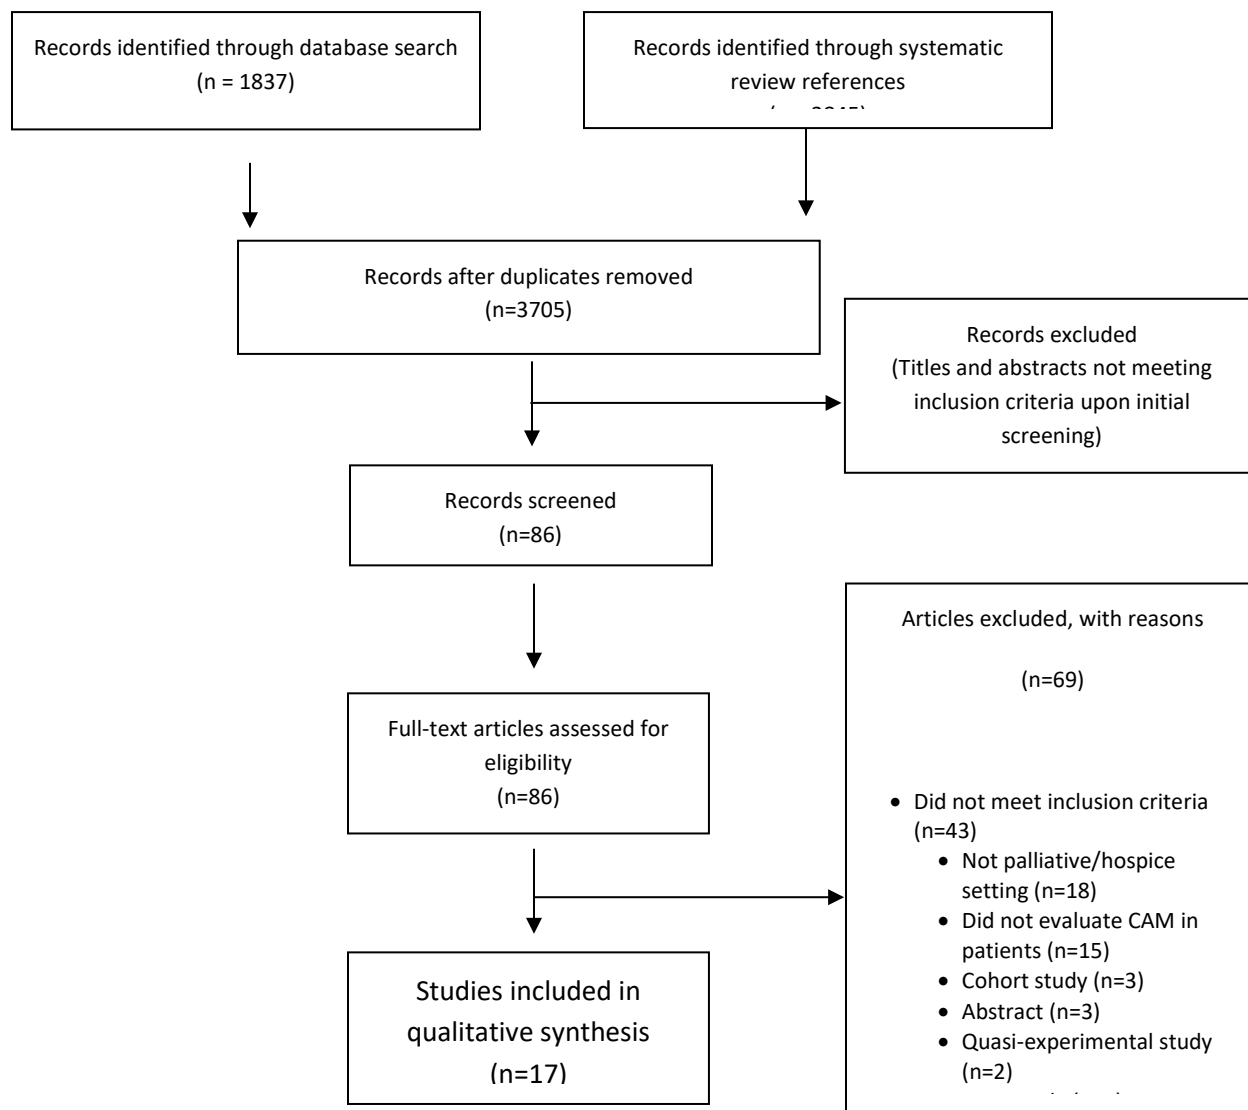 Records identified through database search
(n = 1837)
Records identified through systematic
review references
Records after duplicates removed
(n=3705)
Records excluded
(Titles and abstracts not meeting
inclusion criteria upon initial
screening)
Records screened
(n=86)
Articles excluded, with reasons
(n=69)
Full-text articles assessed for
eligibility
(n=86)
• Did not meet inclusion criteria
(n=43)
• Not palliative/hospice
setting (n=18)
• Did not evaluate CAM in
patients (n=15)
• Cohort study (n=3)
• Abstract (n=3)
• Quasi-experimental study
(n=2)
Studies included in
qualitative synthesis
(n=17)